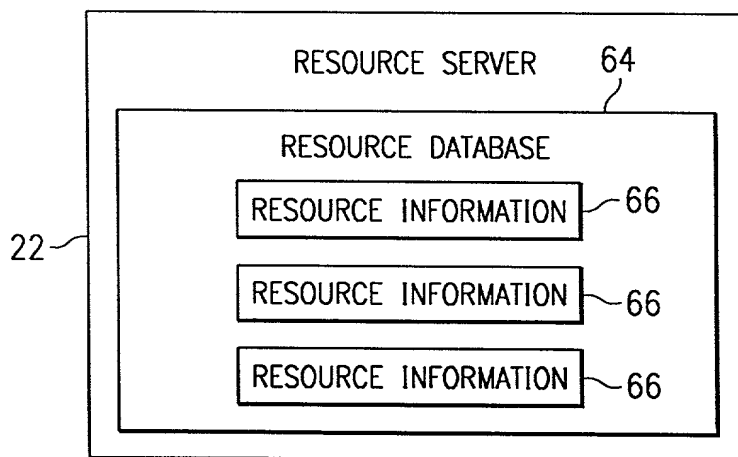 RESOURCE SERVER
64
RESOURCE DATABASE
RESOURCE INFORMATION 66
22
RESOURCE INFORMATION 66
RESOURCE INFORMATION 66